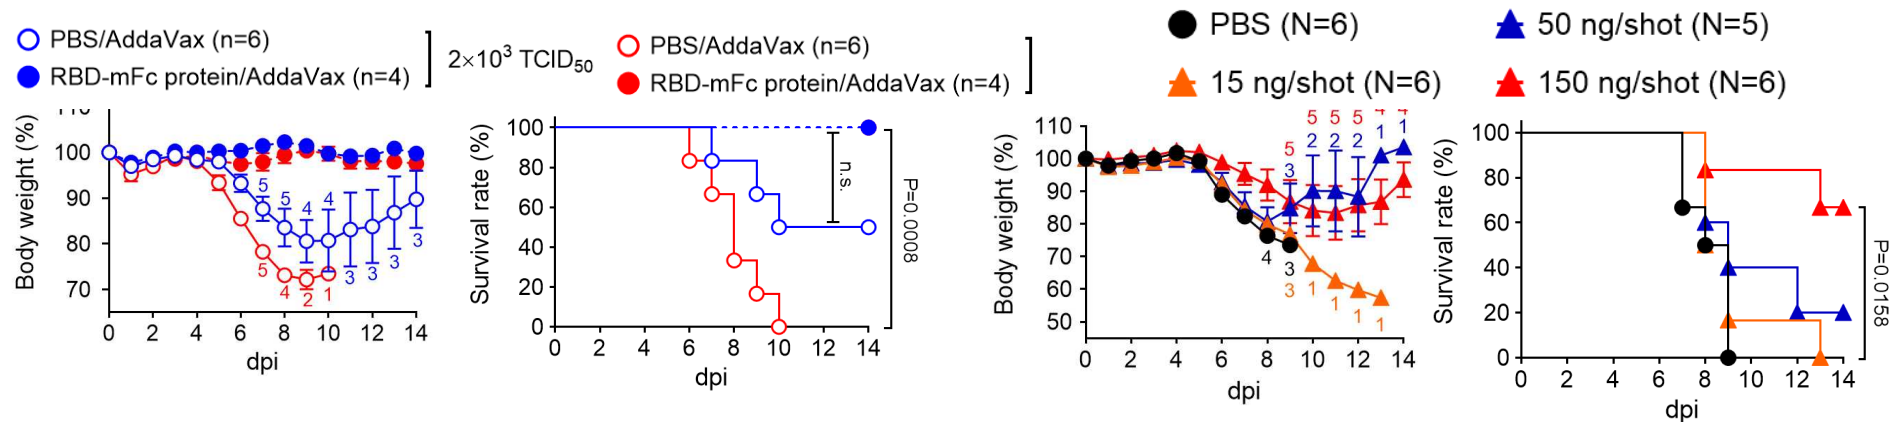 PBS/AddaVax (n=6)
RBD-mFc protein/AddaVax (n=4)
2×10³ TCID₅₀
PBS/AddaVax (n=6)
RBD-mFc protein/AddaVax (n=4)
PBS (N=6)
50 ng/shot (N=5)
15 ng/shot (N=6)
150 ng/shot (N=6)
Body weight (%)
110
100
90
80
70
5
5
4
4
5
4
2
1
3
3
3
3
0 2 4 6 8 10 12 14
dpi
Survival rate (%)
100
80
60
40
20
0
n.s.
P=0.0008
0 2 4 6 8 10 12 14
dpi
Body weight (%)
110
100
90
80
70
60
50
5 5 5 4 4
2 2 2 1 1
5
3
4
4
3
3
1
1
1
1
0 2 4 6 8 10 12 14
dpi
Survival rate (%)
100
80
60
40
20
0
P=0.0158
0 2 4 6 8 10 12 14
dpi